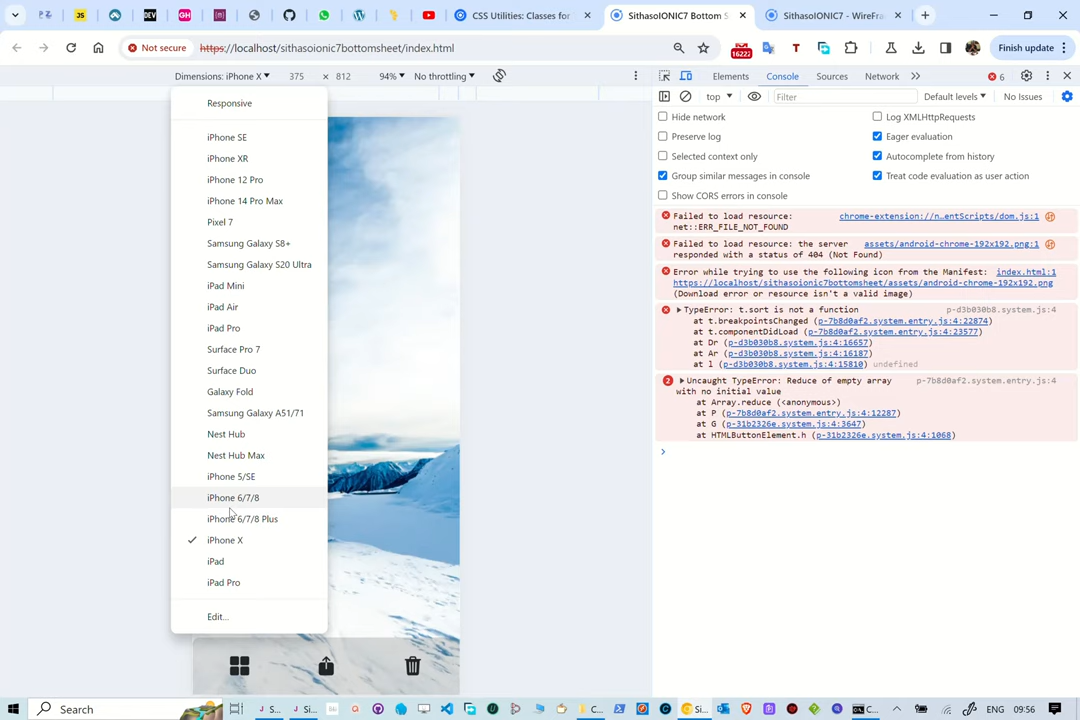 CSS Utilities: Classes for
SithasoIONIC7 Bottom S
SithasoIONIC7 - WireFra
Not secure
https://localhost/sithasoionic7bottomsheet/index.html
16222
T
Finish update
Dimensions: iPhone X
375
×
812
94%
No throttling
Elements
Console
Sources
Network
6
top
Filter
Default levels
No Issues
Hide network
Log XMLHttpRequests
Preserve log
Eager evaluation
Selected context only
Autocomplete from history
Group similar messages in console
Treat code evaluation as user action
Show CORS errors in console
Responsive
iPhone SE
iPhone XR
iPhone 12 Pro
iPhone 14 Pro Max
Pixel 7
Samsung Galaxy S8+
Samsung Galaxy S20 Ultra
iPad Mini
iPad Air
iPad Pro
Surface Pro 7
Surface Duo
Galaxy Fold
Samsung Galaxy A51/71
Nest Hub
Nest Hub Max
iPhone 5/SE
iPhone 6/7/8
iPhone 6/7/8 Plus
iPhone X
iPad
iPad Pro
Edit...
Failed to load resource: chrome-extension://n…entScripts/dom.js:1
net::ERR_FILE_NOT_FOUND
Failed to load resource: the server assets/android-chrome-192x192.png:1
responded with a status of 404 (Not Found)
Error while trying to use the following icon from the Manifest: index.html:1
https://localhost/sithasoionic7bottomsheet/assets/android-chrome-192x192.png
(Download error or resource isn't a valid image)
TypeError: t.sort is not a function p-d3b030b8.system.js:4
at t.breakpointsChanged (p-7b8d0af2.system.entry.js:4:22874)
at t.componentDidLoad (p-7b8d0af2.system.entry.js:4:23577)
at Dr (p-d3b030b8.system.js:4:16657)
at Ar (p-d3b030b8.system.js:4:16187)
at l (p-d3b030b8.system.js:4:15810) undefined
2 Uncaught TypeError: Reduce of empty array p-7b8d0af2.system.entry.js:4
with no initial value
at Array.reduce (<anonymous>)
at P (p-7b8d0af2.system.entry.js:4:12287)
at G (p-31b2326e.system.js:4:3647)
at HTMLButtonElement.h (p-31b2326e.system.js:4:1068)
Search
ENG
09:56